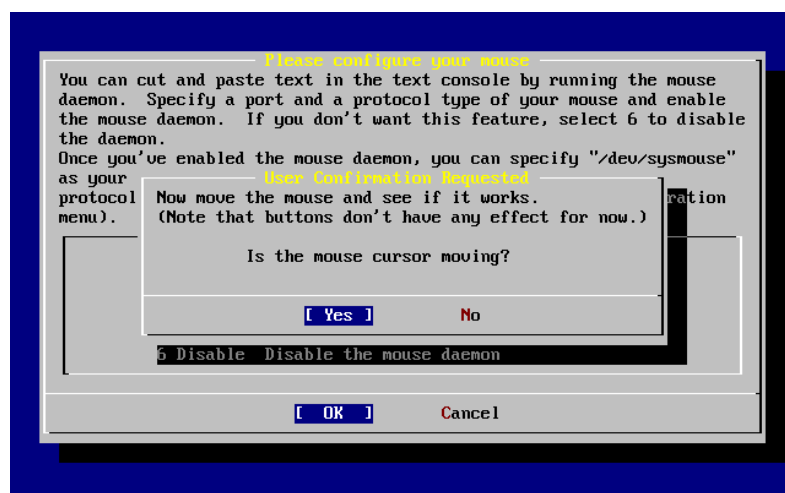 Please configure your mouse
You can cut and paste text in the text console by running the mouse
daemon.  Specify a port and a protocol type of your mouse and enable
the mouse daemon.  If you don't want this feature, select 6 to disable
the daemon.
Once you've enabled the mouse daemon, you can specify "/dev/sysmouse"
as your
User Confirmation Requested
protocol
ration
menu).
Now move the mouse and see if it works.
(Note that buttons don't have any effect for now.)
Is the mouse cursor moving?
[ Yes ]    No
6 Disable  Disable the mouse daemon
[  OK  ]    Cancel